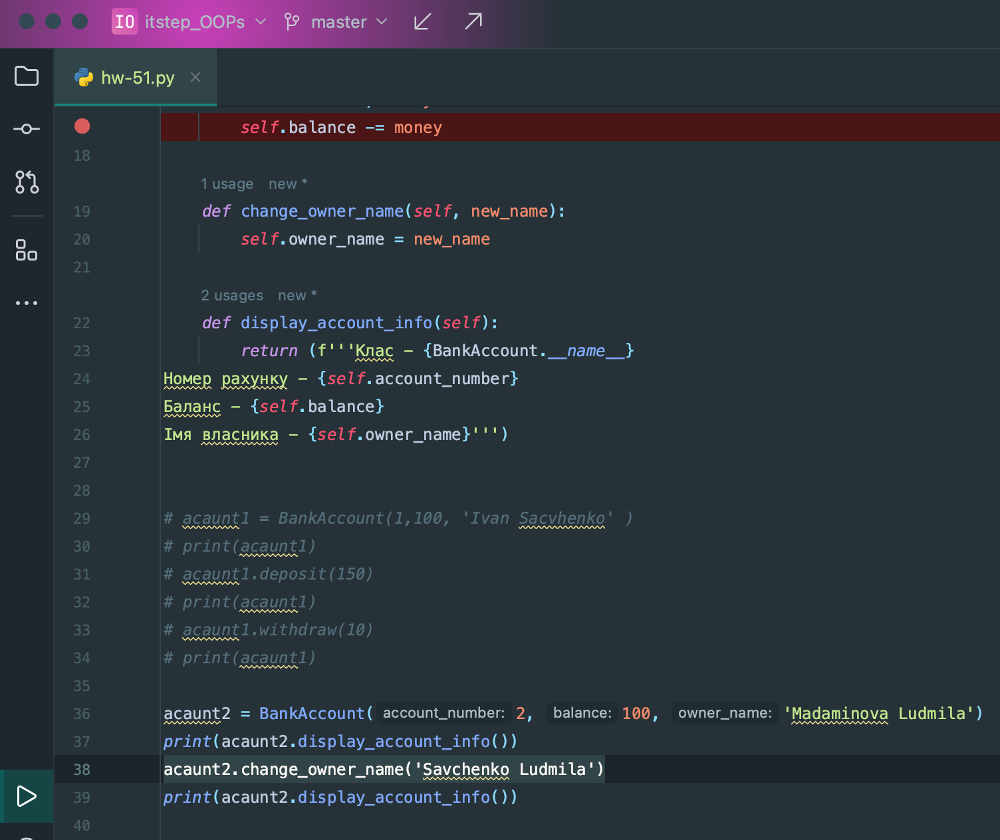 IO itstep_OOPs master
hw-51.py
self.balance -= money
18
1 usage new *
19 def change_owner_name(self, new_name):
20 self.owner_name = new_name
21
2 usages new *
22 def display_account_info(self):
23 return (f'''Клас - {BankAccount.__name__}
24 Номер рахунку - {self.account_number}
25 Баланс - {self.balance}
26 Імя власника - {self.owner_name}''')
27
28
29 # acaunt1 = BankAccount(1,100, 'Ivan Sacvhenko' )
30 # print(acaunt1)
31 # acaunt1.deposit(150)
32 # print(acaunt1)
33 # acaunt1.withdraw(10)
34 # print(acaunt1)
35
36 acaunt2 = BankAccount( account_number: 2, balance: 100, owner_name: 'Madaminova Ludmila')
37 print(acaunt2.display_account_info())
38 acaunt2.change_owner_name('Savchenko Ludmila')
39 print(acaunt2.display_account_info())
40